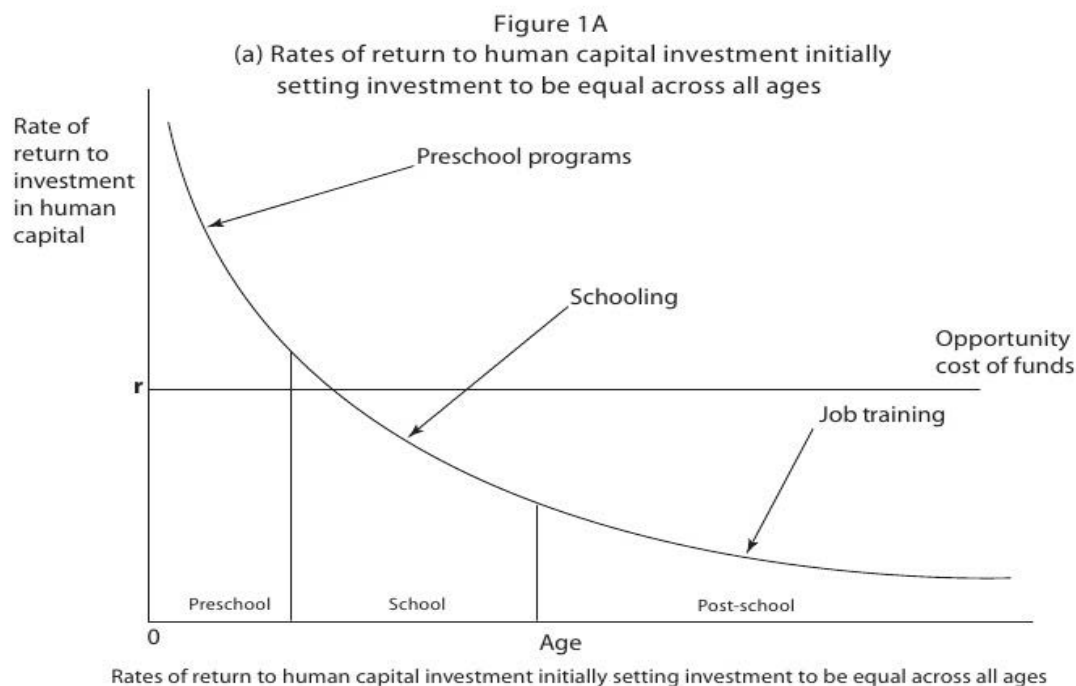 Figure 1A
(a) Rates of return to human capital investment initially
setting investment to be equal across all ages
Rate of
return to
investment
in human
capital
Preschool programs
Schooling
Opportunity
cost of funds
r
Job training
Preschool
School
Post-school
0
Age
Rates of return to human capital investment initially setting investment to be equal across all ages